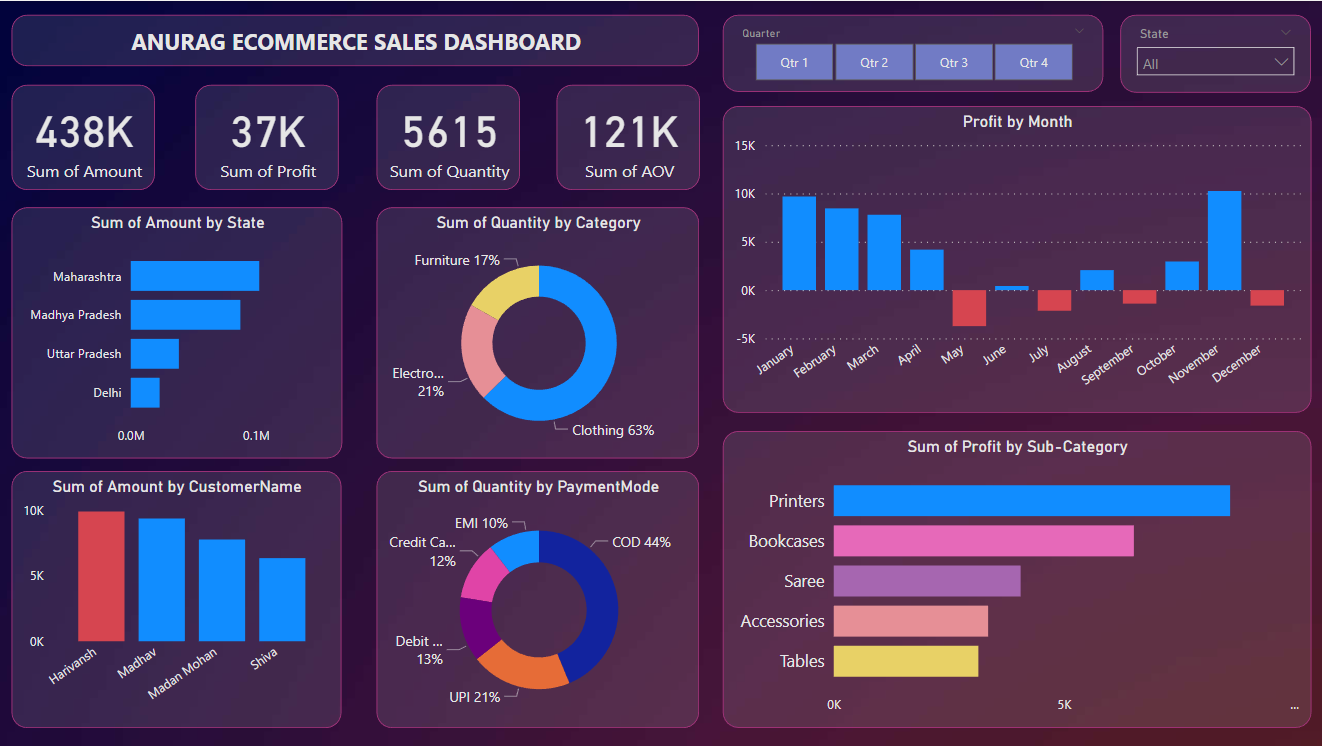 ANURAG ECOMMERCE SALES DASHBOARD
Quarter
Qtr 1
Qtr 2
Qtr 3
Qtr 4
State
All
438K
Sum of Amount
37K
Sum of Profit
5615
Sum of Quantity
121K
Sum of AOV
Profit by Month
15K
10K
5K
0K
-5K
January
February
March
April
May
June
July
August
September
October
November
December
Sum of Amount by State
Maharashtra
Madhya Pradesh
Uttar Pradesh
Delhi
0.0M
0.1M
Sum of Quantity by Category
Furniture 17%
Electro...
21%
Clothing 63%
Sum of Amount by CustomerName
10K
5K
0K
Harivansh
Madhav
Madan Mohan
Shiva
Sum of Quantity by PaymentMode
EMI 10%
Credit Ca...
12%
COD 44%
Debit ...
13%
UPI 21%
Sum of Profit by Sub-Category
Printers
Bookcases
Saree
Accessories
Tables
0K
5K
...